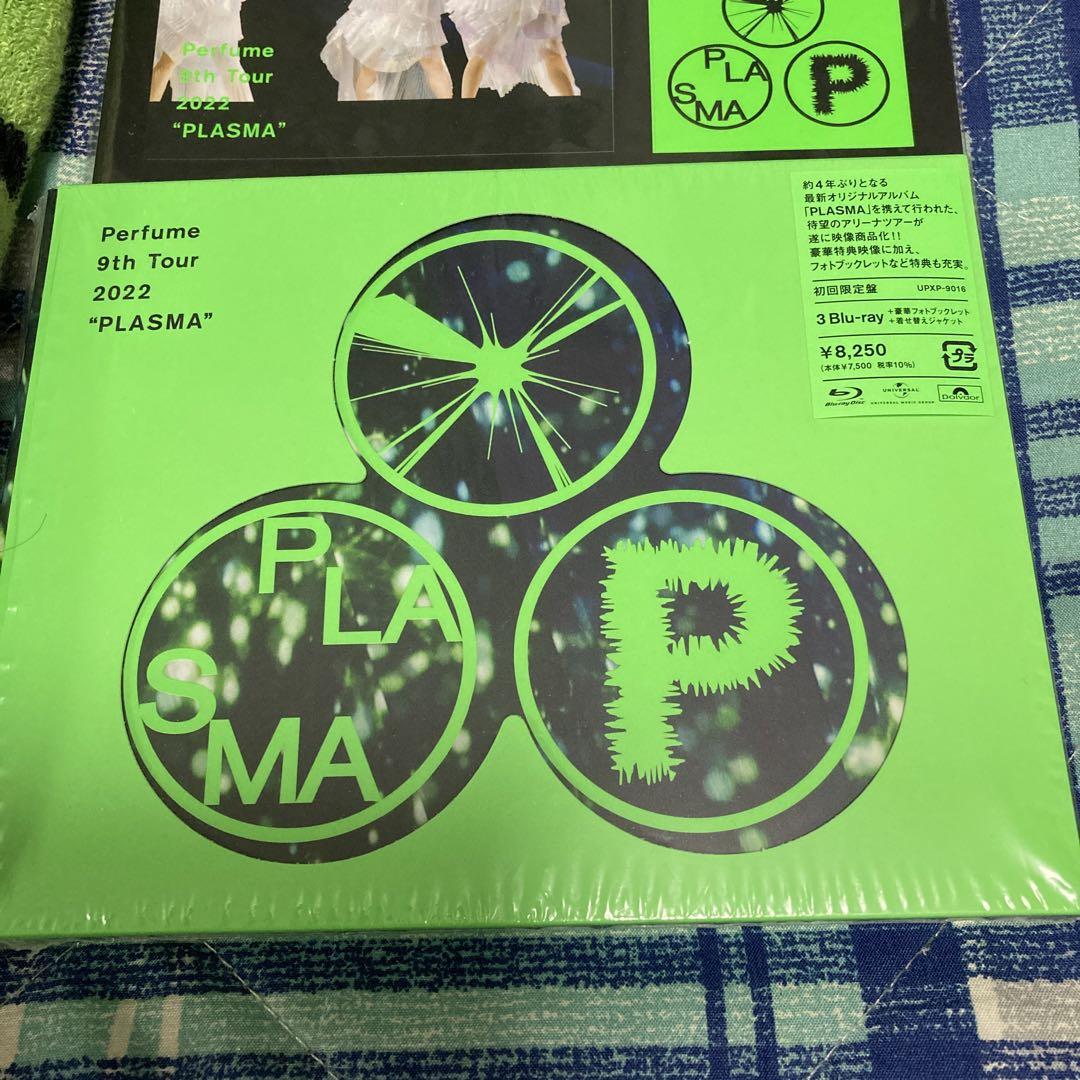 Perfume
9th Tour
2022
"PLASMA"
PLA
SMA
P
Perfume
9th Tour
2022
“PLASMA”
約4年ぶりとなる
最新オリジナルアルバム
「PLASMA」を携えて行われた、
待望のアリーナツアーが
遂に映像商品化!!
豪華特典映像に加え、
フォトブックレットなど特典も充実。
初回限定盤 UPXP-9016
3 Blu-ray +豪華フォトブックレット
+着せ替えジャケット
¥8,250
(本体¥7,500 税率10%)
プラ
Blu-ray Disc
UNIVERSAL
UNIVERSAL MUSIC GROUP
Polydor
PLA
SMA
P